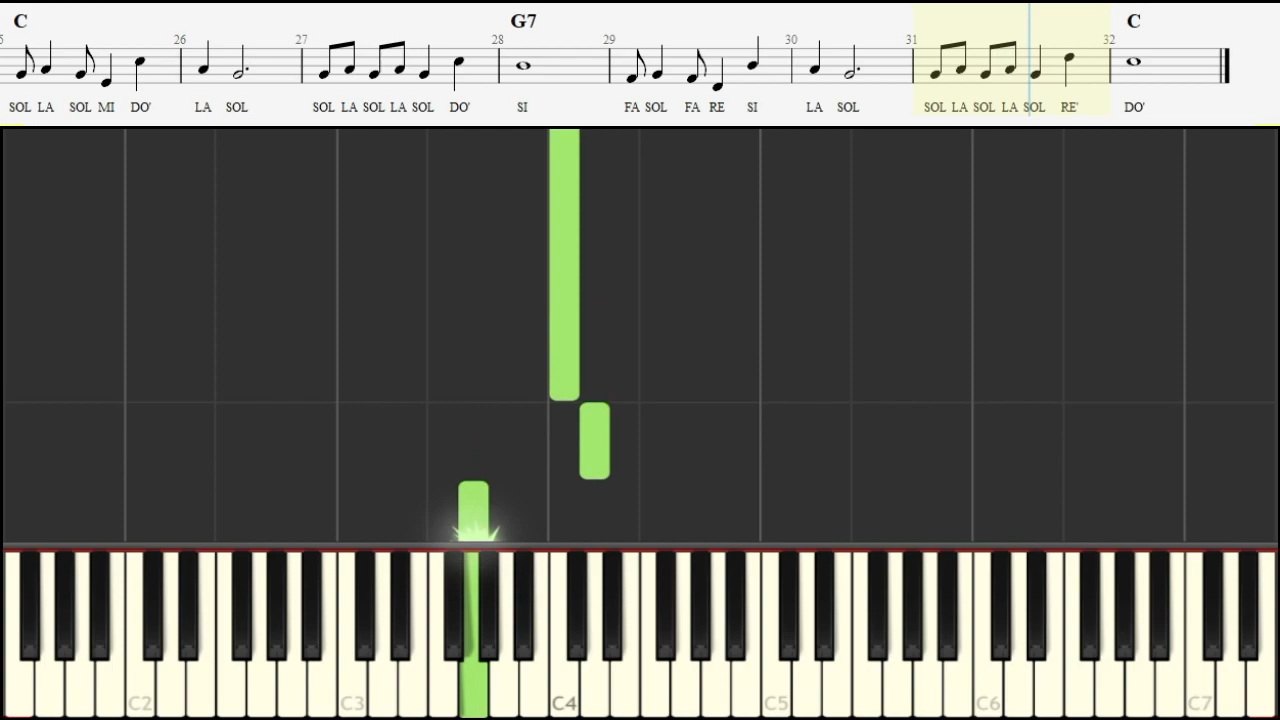 C G7 C
5 26 27 28 29 30 31 32
SOL LA SOL MI DO' LA SOL SOL LA SOL LA SOL DO' SI FA SOL FA RE SI LA SOL SOL LA SOL LA SOL RE' DO'
C2 C3 C4 C5 C6 C7